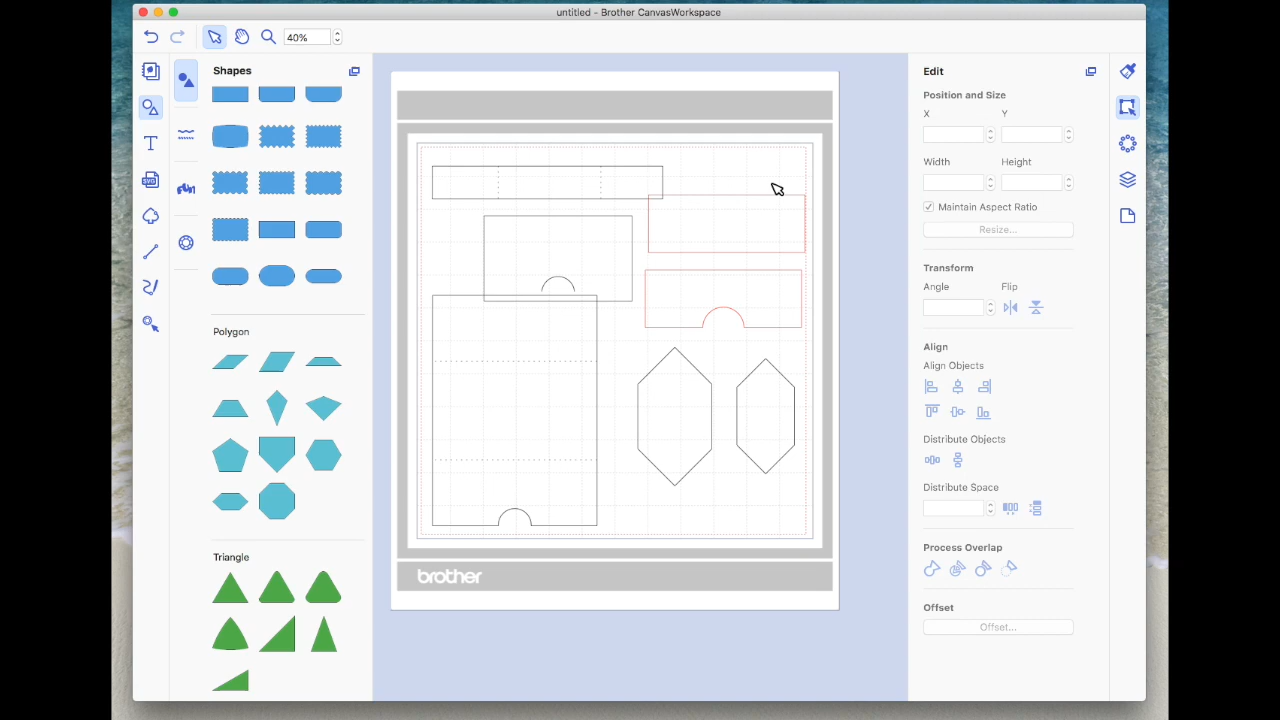 untitled - Brother CanvasWorkspace
40%
Shapes
Polygon
Triangle
T
SVG
brother
Edit
Position and Size
X Y
Width Height
Maintain Aspect Ratio
Resize...
Transform
Angle Flip
Align
Align Objects
Distribute Objects
Distribute Space
Process Overlap
Offset
Offset...